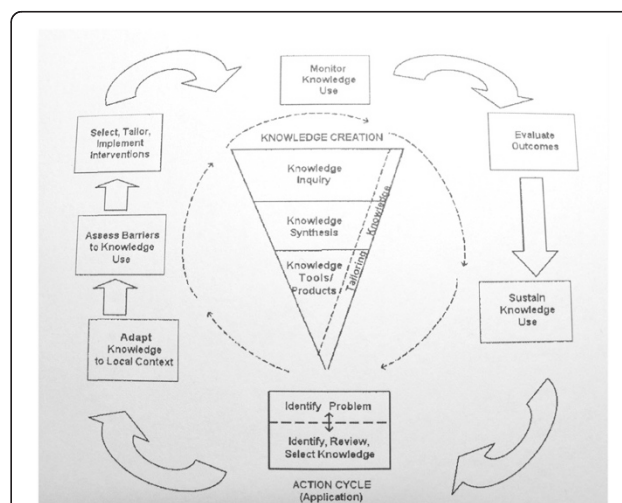 Monitor
Knowledge
Use
Select, Tailor,
Implement
Interventions
Evaluate
Outcomes
KNOWLEDGE CREATION
Knowledge
Inquiry
Knowledge
Synthesis
Knowledge
Tools/
Products
Tailoring Knowledge
Assess Barriers
to Knowledge
Use
Sustain
Knowledge
Use
Adapt
Knowledge
to Local Context
Identify Problem
Identify, Review,
Select Knowledge
ACTION CYCLE
(Application)